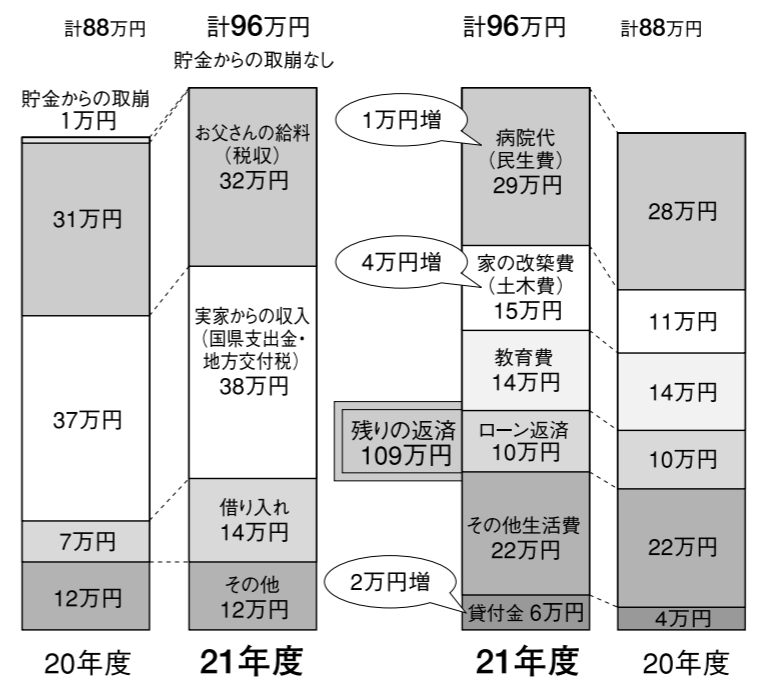 計88万円
計96万円
計96万円
計88万円
貯金からの取崩なし
貯金からの取崩
1万円
31万円
37万円
7万円
12万円
20年度
お父さんの給料
（税収）
32万円
実家からの収入
（国県支出金・
地方交付税）
38万円
借り入れ
14万円
その他
12万円
21年度
1万円増
4万円増
残りの返済
109万円
2万円増
病院代
（民生費）
29万円
家の改築費
（土木費）
15万円
教育費
14万円
ローン返済
10万円
その他生活費
22万円
貸付金 6万円
21年度
28万円
11万円
14万円
10万円
22万円
4万円
20年度